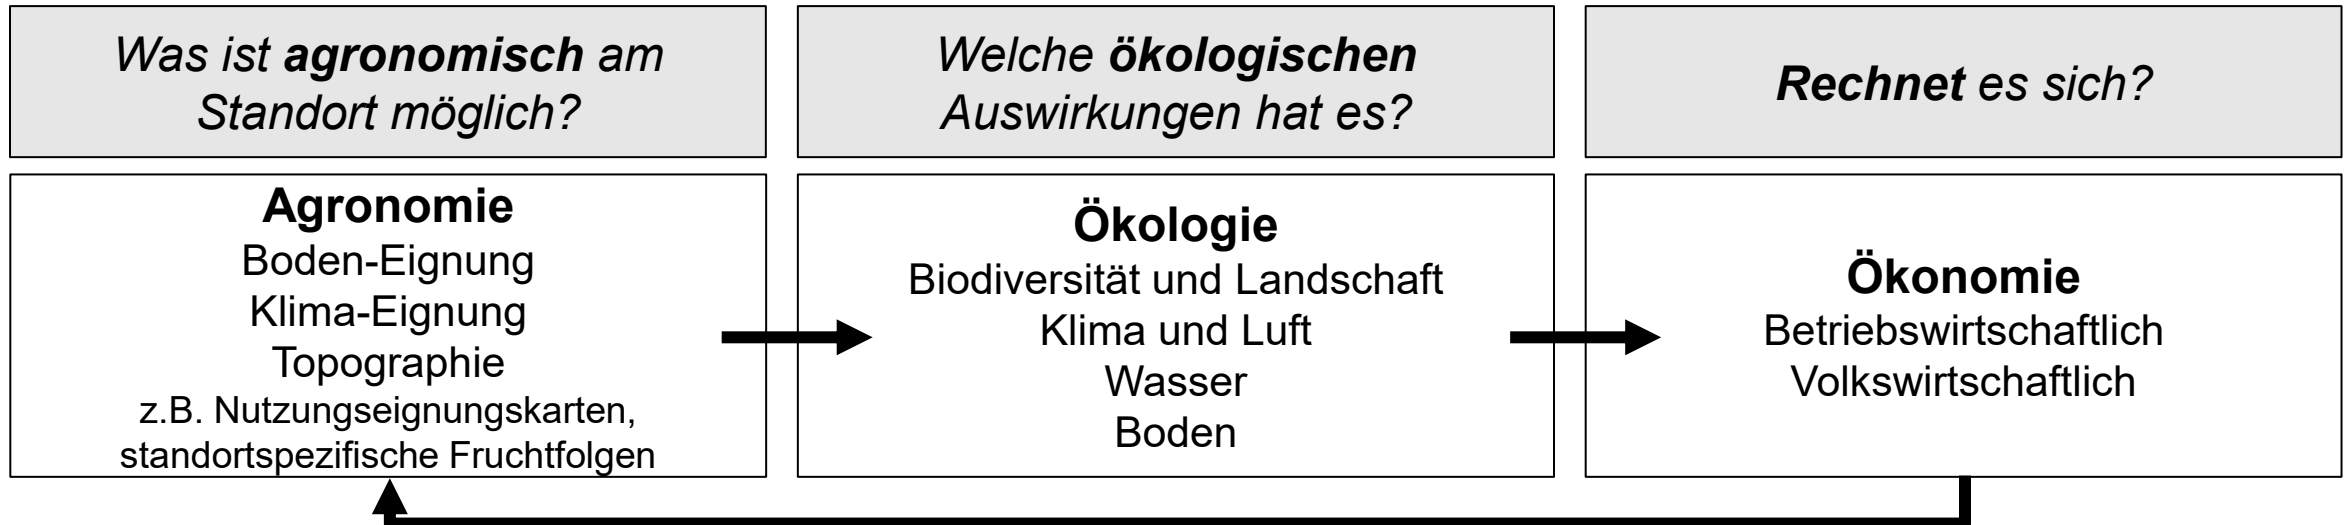 Was ist agronomisch am
Standort möglich?
Welche ökologischen
Auswirkungen hat es?
Rechnet es sich?
Agronomie
Boden-Eignung
Klima-Eignung
Topographie
z.B. Nutzungseignungskarten,
standortspezifische Fruchtfolgen
Ökologie
Biodiversität und Landschaft
Klima und Luft
Wasser
Boden
Ökonomie
Betriebswirtschaftlich
Volkswirtschaftlich